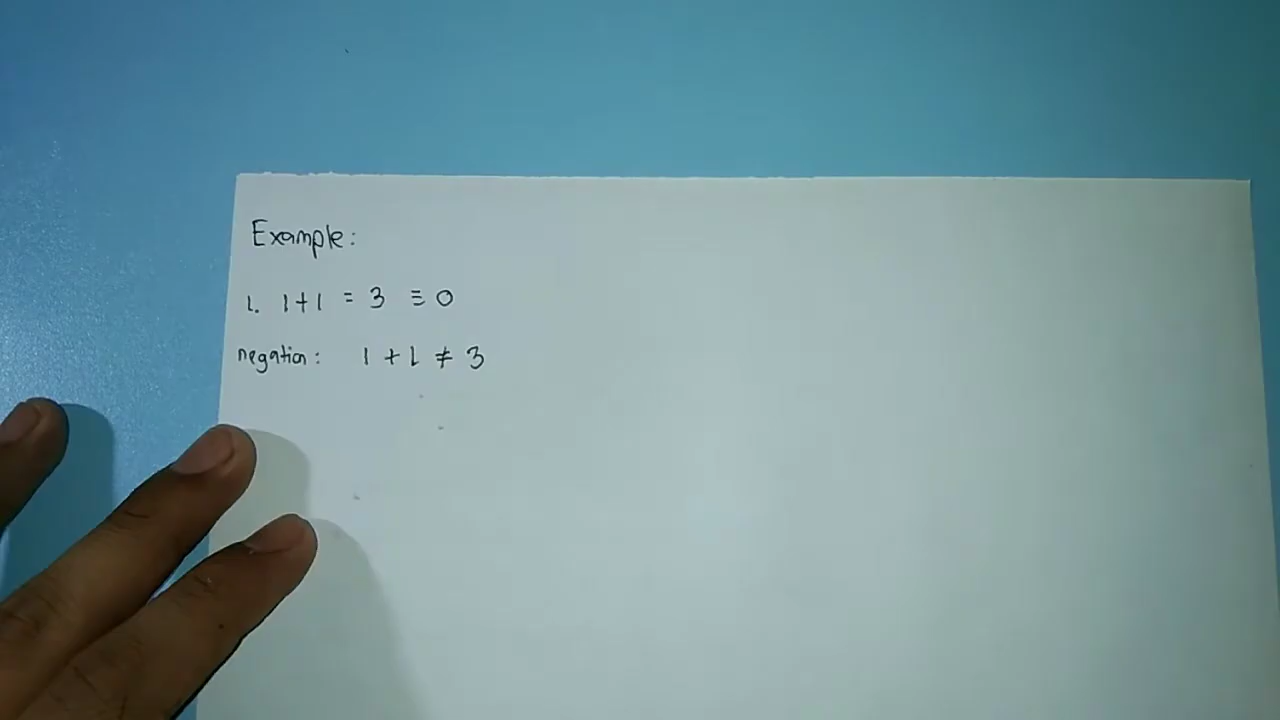 Example:
1. 1+1 = 3 ≡ 0
negation: 1 + 1 ≠ 3